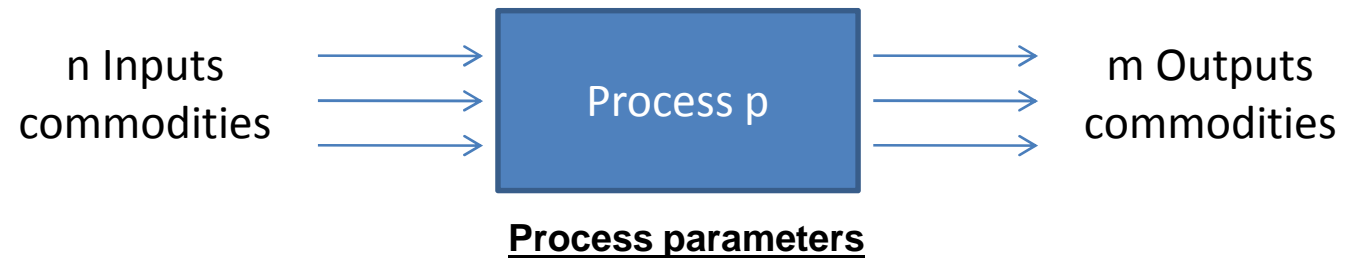 n Inputs
commodities
Process p
m Outputs
commodities
Process parameters